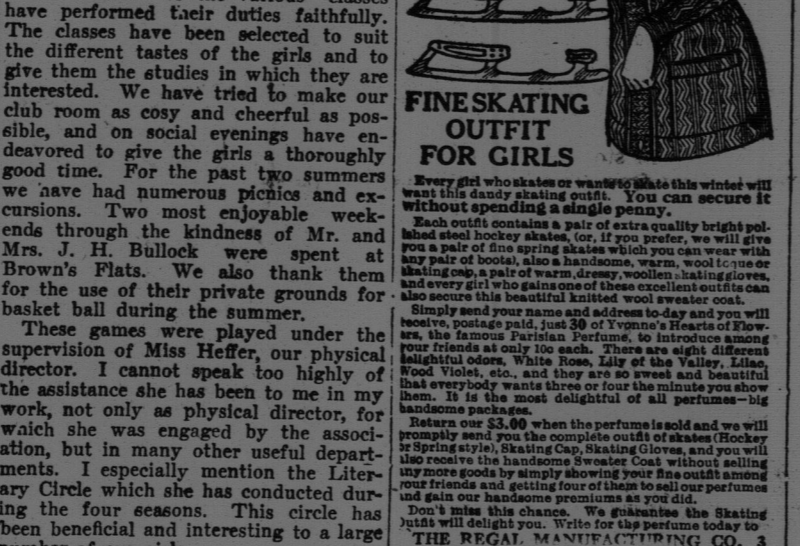 have performed their duties faithfully.
The classes have been selected to suit
the different tastes of the girls and to
give them the studies in which they are
interested. We have tried to make our
club room as cosy and cheerful as pos-
sible, and on social evenings have en-
deavored to give the girls a thoroughly
good time. For the past two summers
we have had numerous picnics and ex-
cursions. Two most enjoyable week-
ends through the kindness of Mr. and
Mrs. J. H. Bullock were spent at
Brown's Flats. We also thank them
for the use of their private grounds for
basket ball during the summer.
These games were played under the
supervision of Miss Heffer, our physical
director. I cannot speak too highly of
the assistance she has been to me in my
work, not only as physical director, for
which she was engaged by the associ-
ation, but in many other useful depart-
ments. I especially mention the Liter-
ary Circle which she has conducted dur-
ing the four seasons. This circle has
been beneficial and interesting to a large
FINE SKATING
OUTFIT
FOR GIRLS
Every girl who skates or wants to skate this winter will
want this dandy skating outfit. You can secure it
without spending a single penny.
Each outfit contains a pair of extra quality bright pol-
ished steel hockey skates, (or, if you prefer, we will give
you a pair of fine spring skates which you can wear with
any pair of boots), also a handsome, warm, wool toque or
skating cap, a pair of warm, dressy, woollen skating gloves,
and every girl who gains one of these excellent outfits can
also secure this beautiful knitted wool sweater coat.
Simply send your name and address to-day and you will
receive, postage paid, just 30 of Yvonne's Hearts of Flow-
ers, the famous Parisian Perfume, to introduce among
your friends at only 10c each. There are eight different
delightful odors, White Rose, Lily of the Valley, Lilac,
Wood Violet, etc., and they are so sweet and beautiful
that everybody wants three or four the minute you show
them. It is the most delightful of all perfumes—big
handsome packages.
Return our $3.00 when the perfume is sold and we will
promptly send you the complete outfit of skates (Hockey
or Spring style), Skating Cap, Skating Gloves, and you will
also receive the handsome Sweater Coat without selling
any more goods by simply showing your fine outfit among
your friends and getting four of them to sell our perfumes
and gain our handsome premiums as you did.
Don't miss this chance. We guarantee the Skating
Outfit will delight you. Write for the perfume today to
THE REGAL MANUFACTURING CO. 3